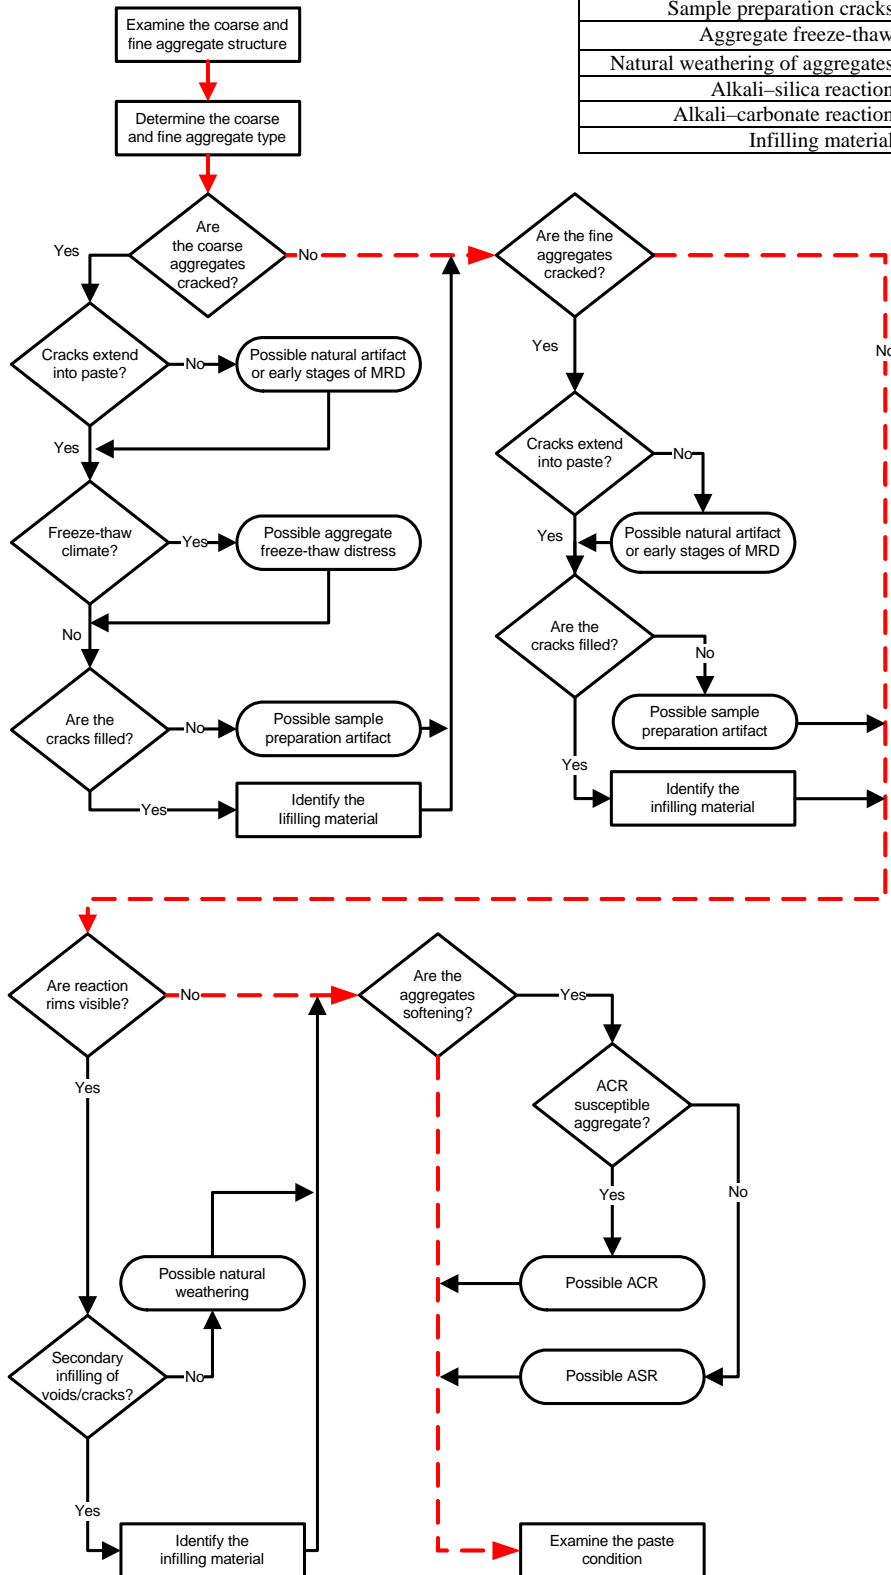 Sample preparation cracks
Aggregate freeze-thaw
Natural weathering of aggregates
Alkali–silica reaction
Alkali–carbonate reaction
Infilling material
Examine the coarse and
fine aggregate structure
Determine the coarse
and fine aggregate type
Are
the coarse
aggregates
cracked?
Yes
No
Cracks extend
into paste?
No
Possible natural artifact
or early stages of MRD
Yes
Freeze-thaw
climate?
Yes
Possible aggregate
freeze-thaw distress
No
Are the
cracks filled?
No
Possible sample
preparation artifact
Yes
Identify the
lifilling material
Are the fine
aggregates
cracked?
No
Yes
Cracks extend
into paste?
No
Possible natural artifact
or early stages of MRD
Yes
Are the
cracks filled?
No
Possible sample
preparation artifact
Yes
Identify the
infilling material
Are reaction
rims visible?
No
Yes
Possible natural
weathering
Secondary
infilling of
voids/cracks?
No
Yes
Identify the
infilling material
Are the
aggregates
softening?
Yes
ACR
susceptible
aggregate?
Yes
No
Possible ACR
Possible ASR
Examine the paste
condition